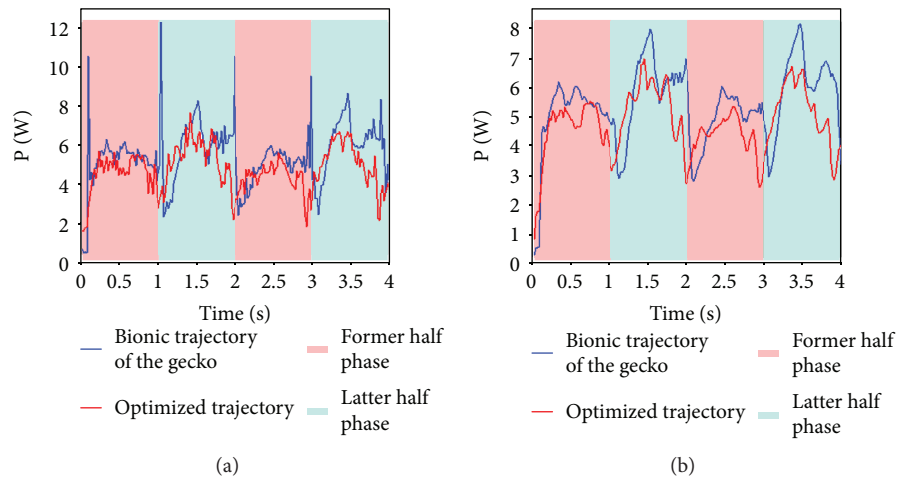 P (W)
12
10
8
6
4
2
0
0 0.5 1 1.5 2 2.5 3 3.5 4
Time (s)
Bionic trajectory
of the gecko
Optimized trajectory
Former half
phase
Latter half
phase
(a)
P (W)
8
7
6
5
4
3
2
1
0
0 0.5 1 1.5 2 2.5 3 3.5 4
Time (s)
Bionic trajectory
of the gecko
Optimized trajectory
Former half
phase
Latter half
phase
(b)